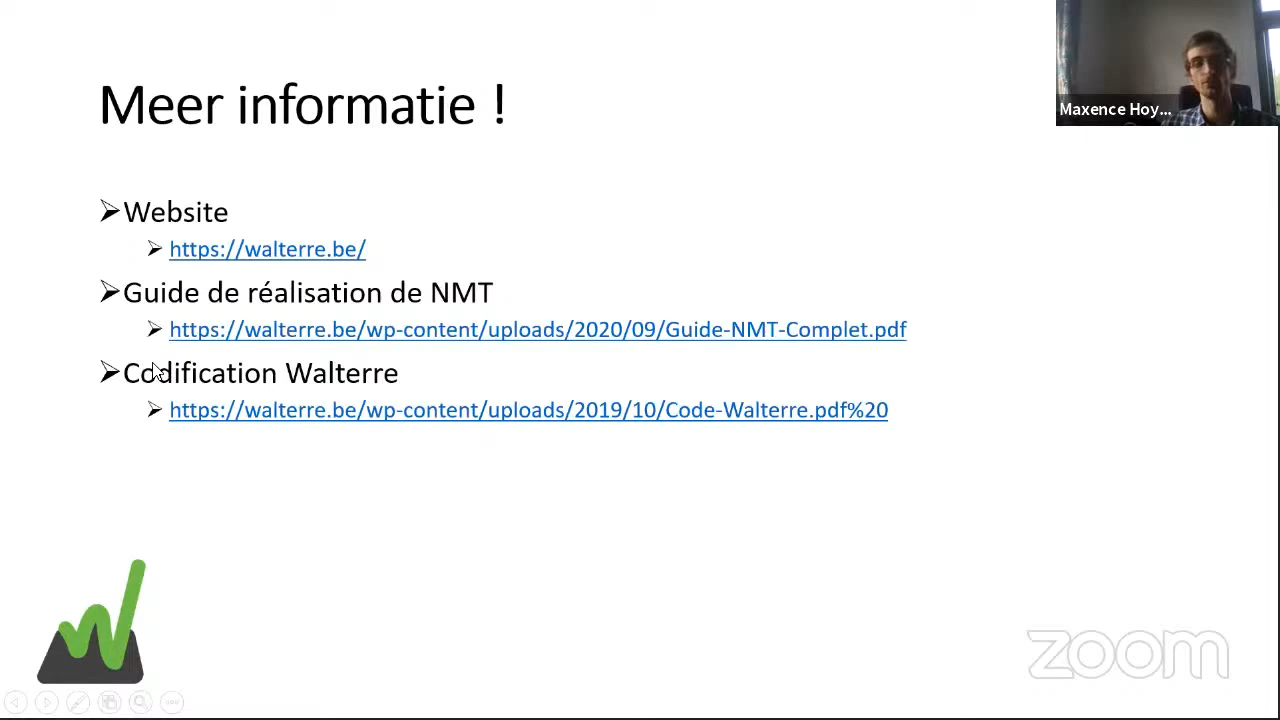 Meer informatie !
Maxence Hoy...
Website
https://walterre.be/
Guide de réalisation de NMT
https://walterre.be/wp-content/uploads/2020/09/Guide-NMT-Complet.pdf
Codification Walterre
https://walterre.be/wp-content/uploads/2019/10/Code-Walterre.pdf%20
zoom